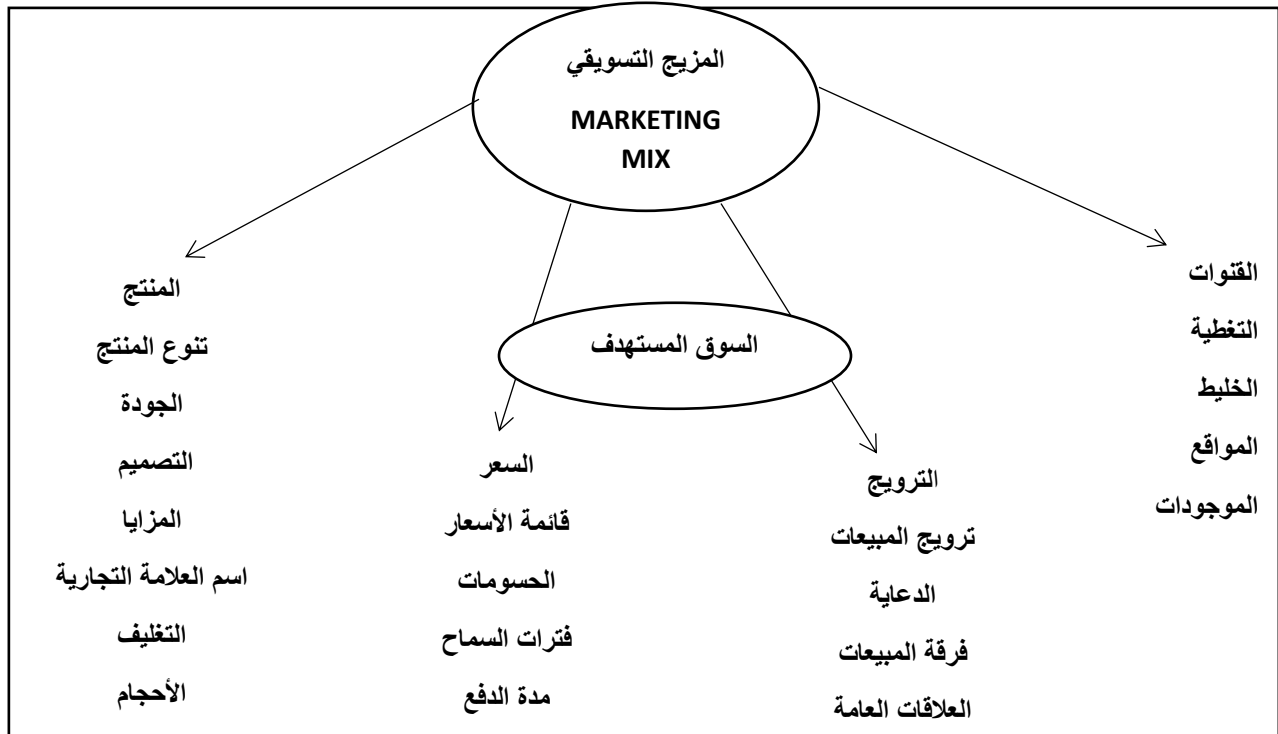 المزيج التسويقي
MARKETING
MIX
السوق المستهدف
القنوات
التغطية
الخليط
المواقع
الموجودات
الترويج
ترويج المبيعات
الدعاية
فرقة المبيعات
العلاقات العامة
السعر
قائمة الأسعار
الحسومات
فترات السماح
مدة الدفع
المنتج
تنوع المنتج
الجودة
التصميم
المزايا
اسم العلامة التجارية
التغليف
الأحجام